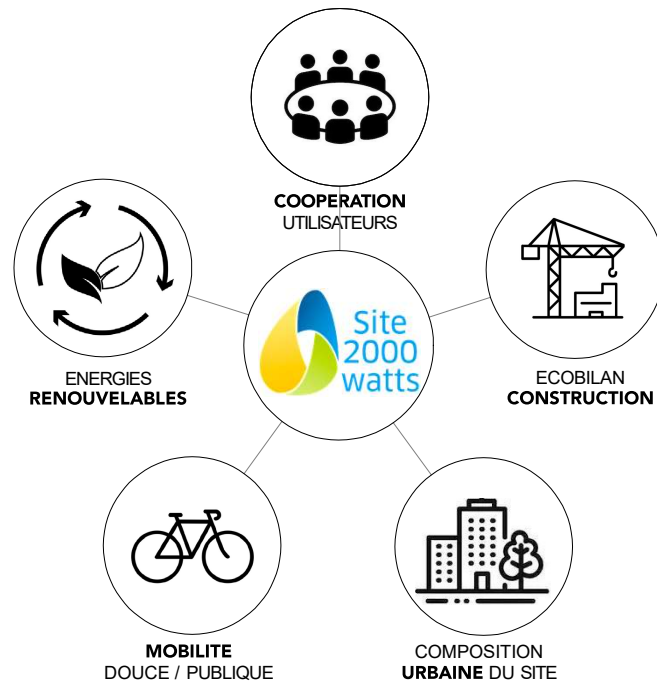 COOPERATION
UTILISATEURS
Site
2000
watts
ENERGIES
RENOUVELABLES
ECOBILAN
CONSTRUCTION
MOBILITE
DOUCE / PUBLIQUE
COMPOSITION
URBAINE DU SITE